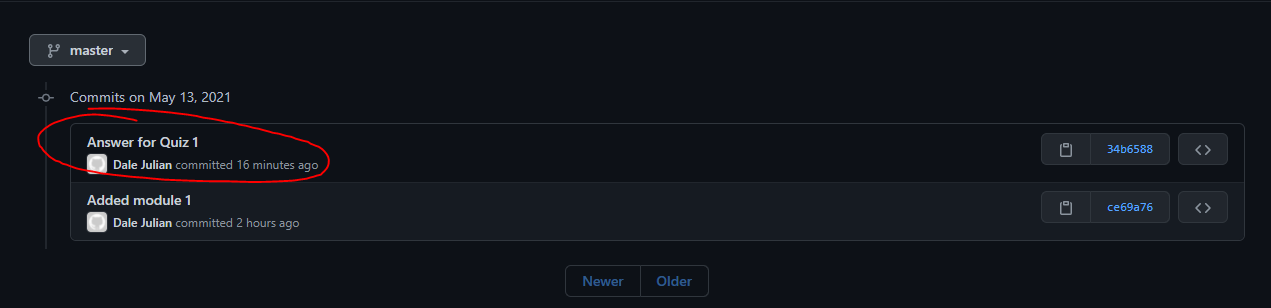 master
Commits on May 13, 2021
Answer for Quiz 1
34b6588
Dale Julian committed 16 minutes ago
Added module 1
ce69a76
Dale Julian committed 2 hours ago
Newer Older